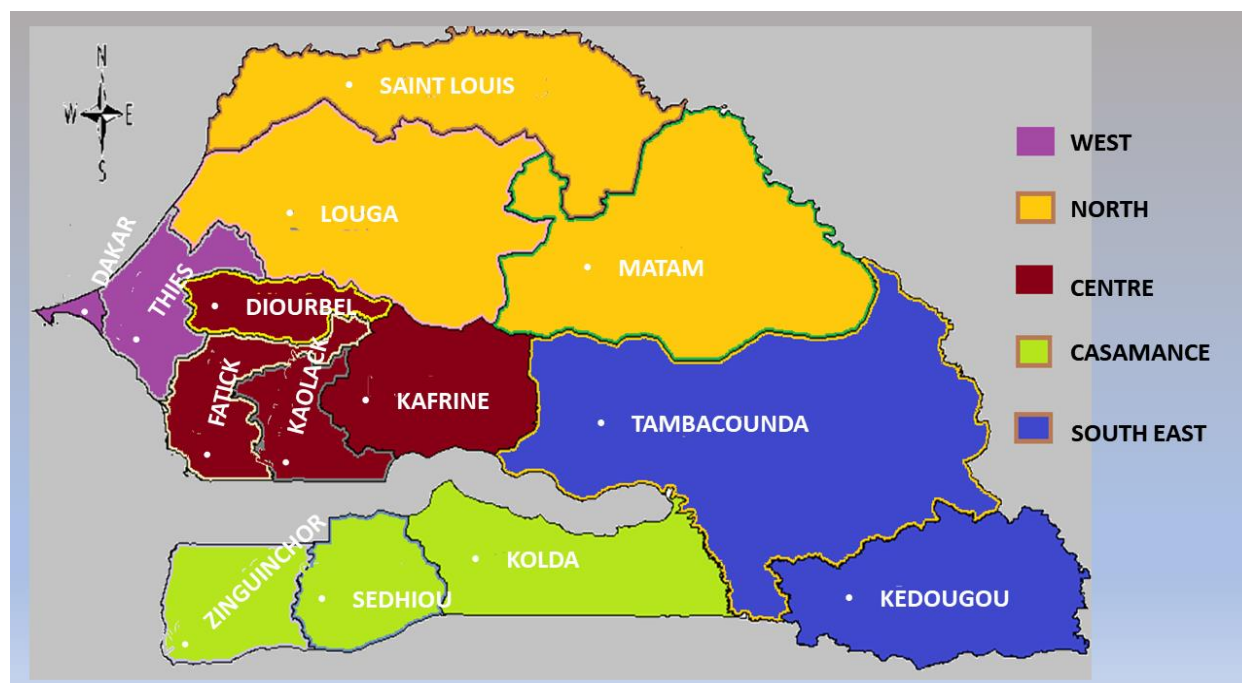 N
W E
S
SAINT LOUIS
LOUGA
MATAM
DAKAR
THIES
DIOURBEL
FATICK
KAOLACK
KAFRINE
TAMBACOUNDA
ZINGUINCHOR
SEDHIOU
KOLDA
KEDOUGOU
WEST
NORTH
CENTRE
CASAMANCE
SOUTH EAST